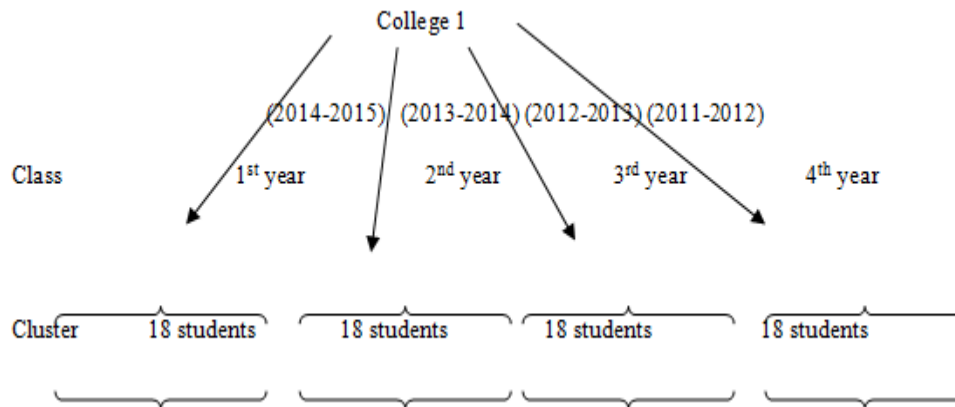 College 1
(2014-2015) (2013-2014) (2012-2013) (2011-2012)
Class 1st year 2nd year 3rd year 4th year
Cluster 18 students 18 students 18 students 18 students